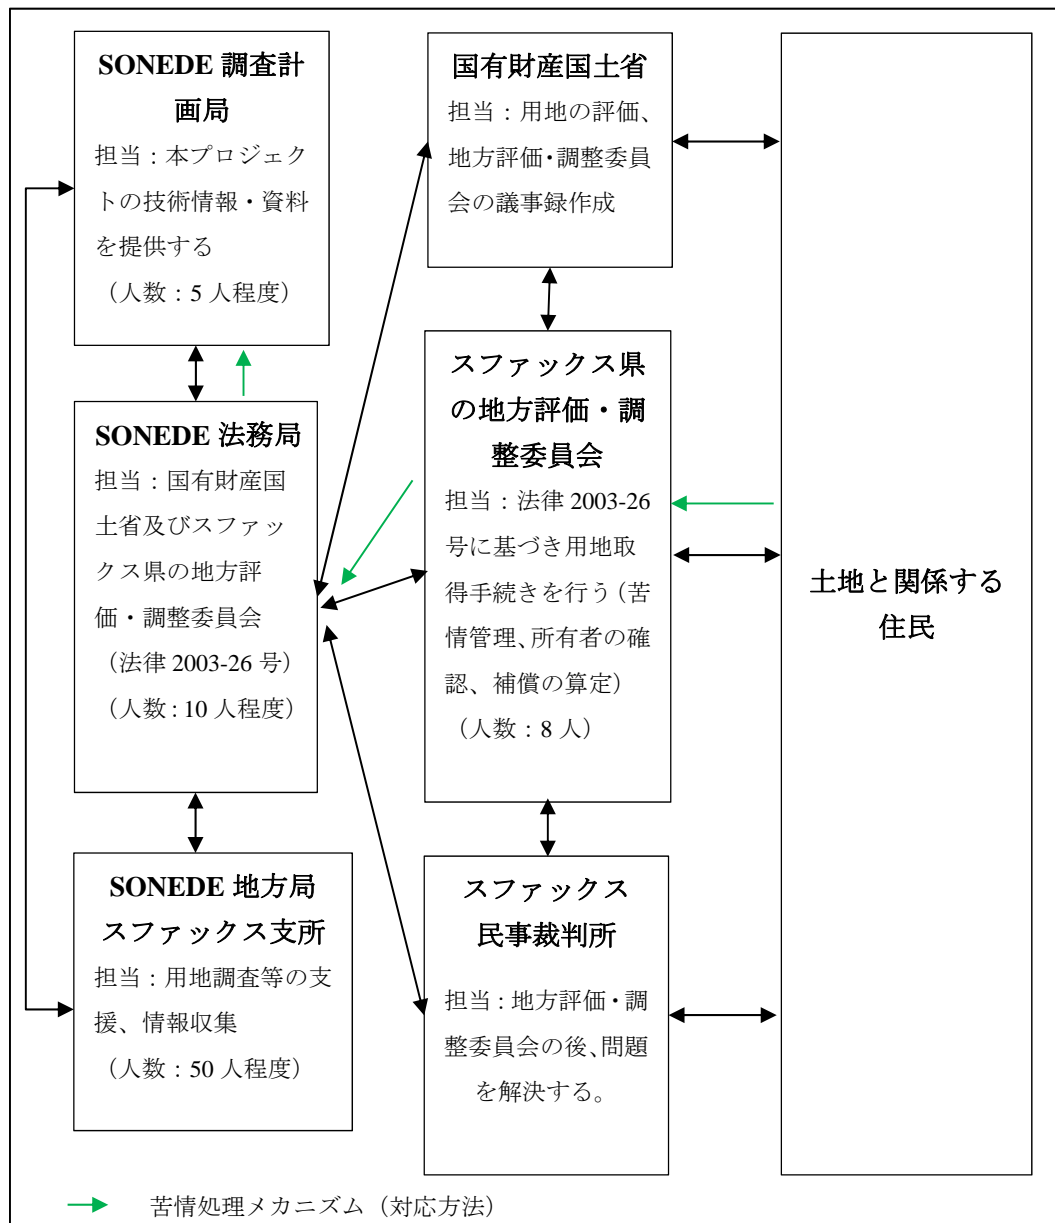 SONEDE 調査計
画局
担当：本プロジェク
トの技術情報・資料
を提供する
（人数：5 人程度）
SONEDE 法務局
担当：国有財産国
土省及びスファッ
クス県の地方評
価・調整委員会
（法律 2003-26 号）
（人数：10 人程度）
SONEDE 地方局
スファックス支所
担当：用地調査等の支
援、情報収集
（人数：50 人程度）
国有財産国土省
担当：用地の評価、
地方評価・調整委員
会の議事録作成
スファックス県
の地方評価・調
整委員会
担当：法律 2003-26
号に基づき用地取
得手続きを行う（苦
情管理、所有者の確
認、補償の算定）
（人数：8 人）
スファックス
民事裁判所
担当：地方評価・調
整委員会の後、問題
を解決する。
土地と関係する
住民
苦情処理メカニズム（対応方法）